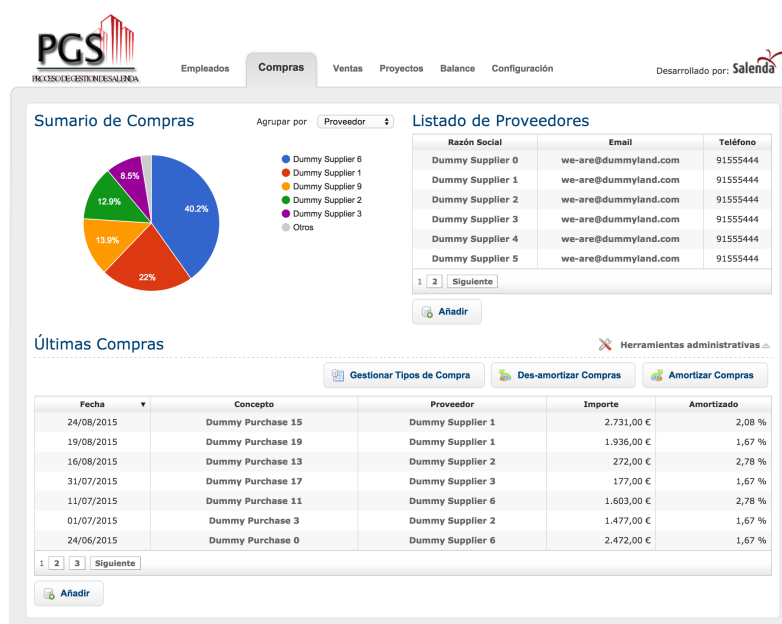 PGS
PROCESO DE GESTION DE SALENDA
Empleados Compras Ventas Proyectos Balance Configuración
Desarrollado por: Salenda
Sumario de Compras
Agrupar por Proveedor
40.2%
22%
13.9%
12.9%
8.5%
Dummy Supplier 6
Dummy Supplier 1
Dummy Supplier 9
Dummy Supplier 2
Dummy Supplier 3
Otros
Listado de Proveedores
Razón Social Email Teléfono
Dummy Supplier 0 we-are@dummyland.com 91555444
Dummy Supplier 1 we-are@dummyland.com 91555444
Dummy Supplier 2 we-are@dummyland.com 91555444
Dummy Supplier 3 we-are@dummyland.com 91555444
Dummy Supplier 4 we-are@dummyland.com 91555444
Dummy Supplier 5 we-are@dummyland.com 91555444
1 2 Siguiente
Añadir
Últimas Compras
Herramientas administrativas
Gestionar Tipos de Compra Des-amortizar Compras Amortizar Compras
Fecha ▼ Concepto Proveedor Importe Amortizado
24/08/2015 Dummy Purchase 15 Dummy Supplier 1 2.731,00 € 2,08 %
19/08/2015 Dummy Purchase 19 Dummy Supplier 1 1.936,00 € 1,67 %
16/08/2015 Dummy Purchase 13 Dummy Supplier 2 272,00 € 2,78 %
31/07/2015 Dummy Purchase 17 Dummy Supplier 3 177,00 € 1,67 %
11/07/2015 Dummy Purchase 11 Dummy Supplier 6 1.603,00 € 2,78 %
01/07/2015 Dummy Purchase 3 Dummy Supplier 2 1.477,00 € 1,67 %
24/06/2015 Dummy Purchase 0 Dummy Supplier 6 2.472,00 € 1,67 %
1 2 3 Siguiente
Añadir